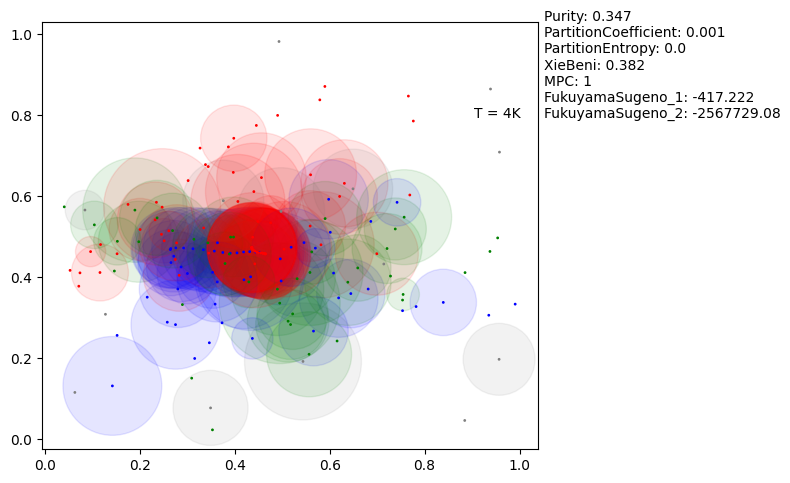 Purity: 0.347
PartitionCoefficient: 0.001
PartitionEntropy: 0.0
XieBeni: 0.382
MPC: 1
FukuyamaSugeno_1: -417.222
FukuyamaSugeno_2: -2567729.08
T = 4K
1.0
0.8
0.6
0.4
0.2
0.0
0.0 0.2 0.4 0.6 0.8 1.0